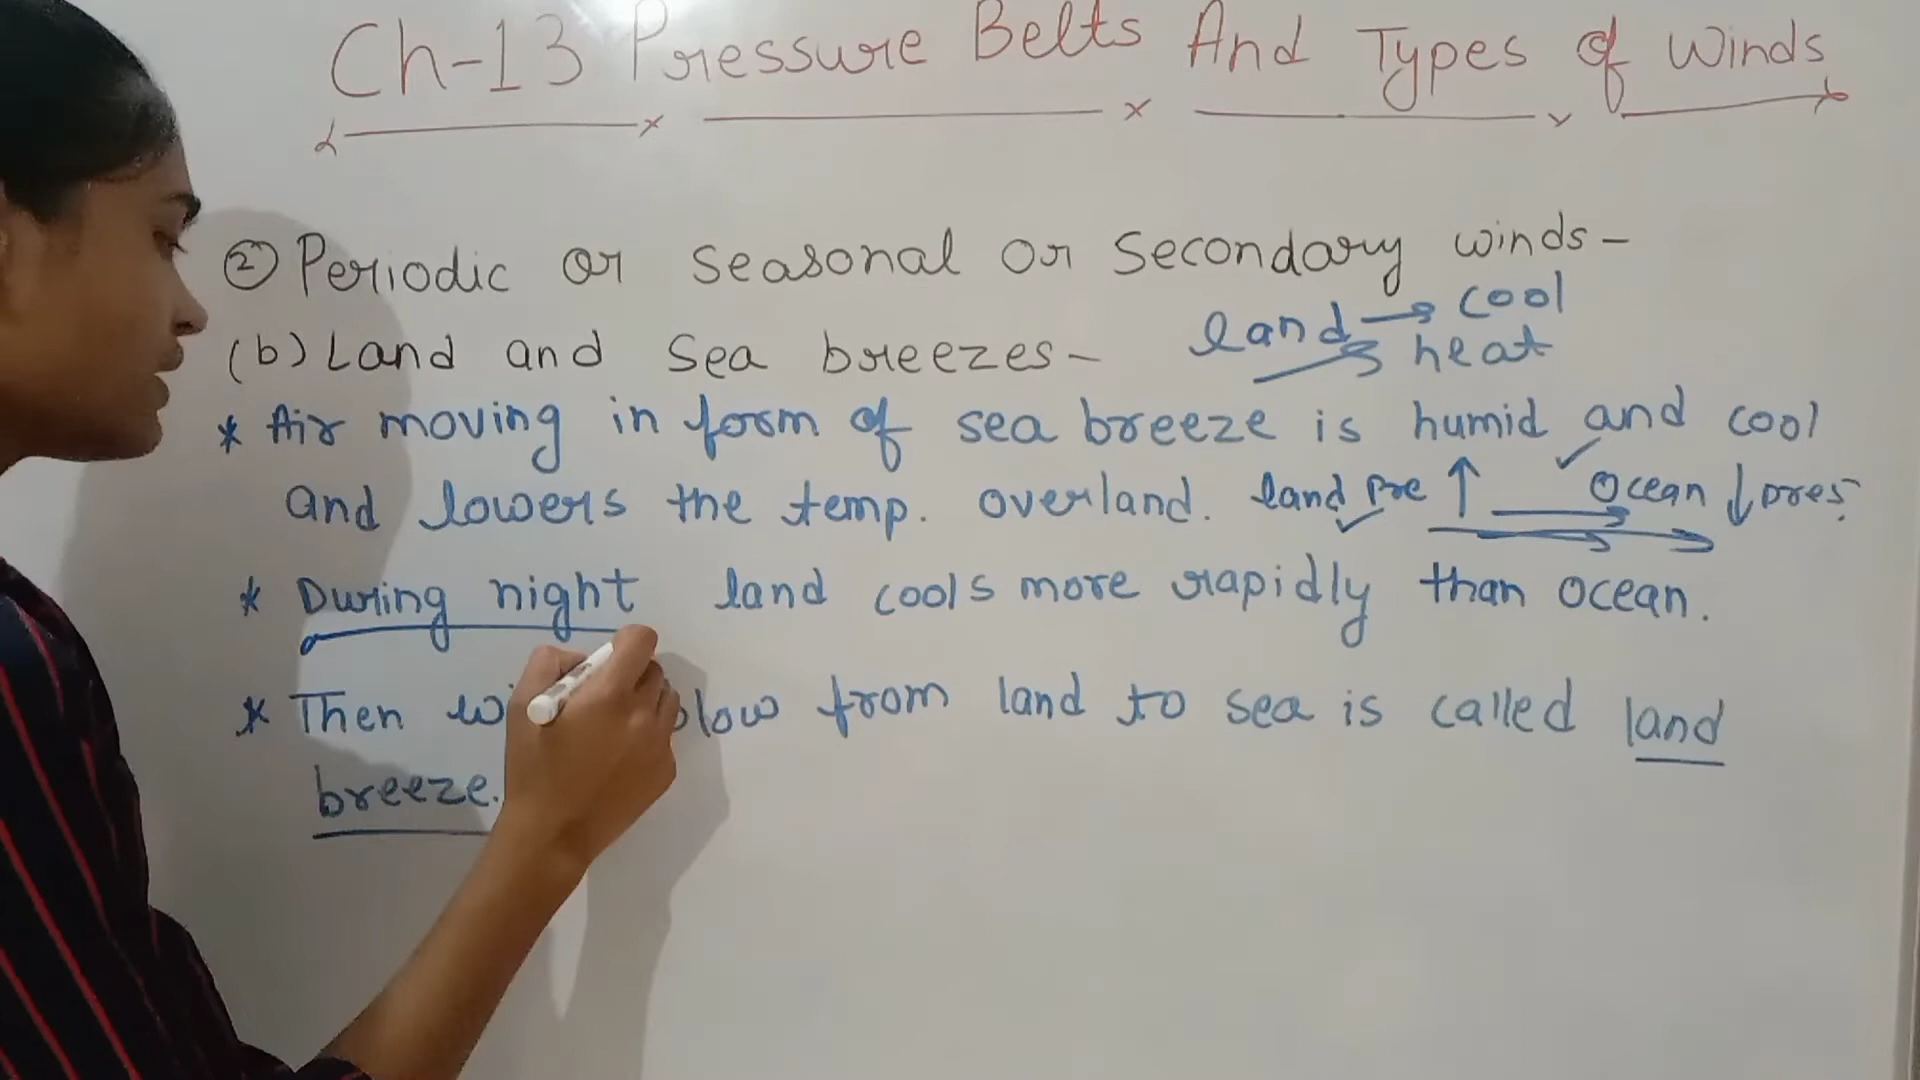 Ch-13 Pressure Belts And Types of Winds
② Periodic or seasonal or Secondary winds-
land → cool
heat
(b) Land and Sea breezes-
* Air moving in form of sea breeze is humid and cool
and lowers the temp. overland. land pre ↑ → Ocean ↓ pres.
* During night land cools more rapidly than ocean.
* Then blow from land to sea is called land
breeze.